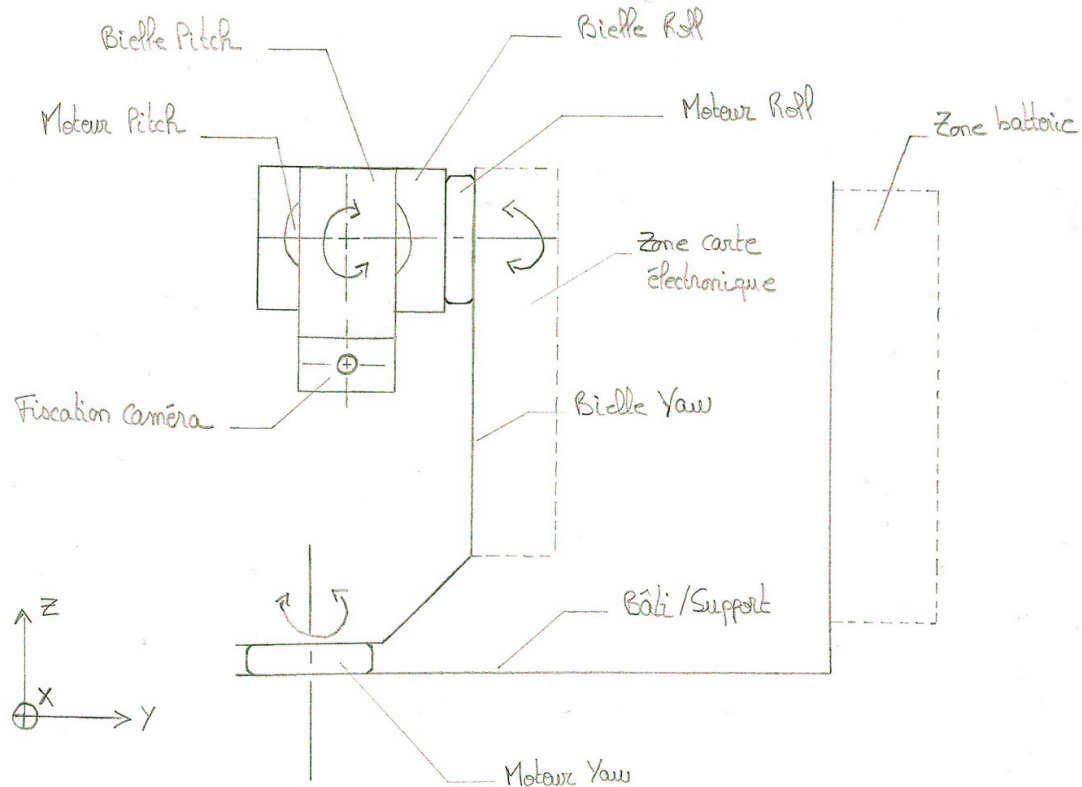 Bielle Pitch
Bielle Roll
Moteur Pitch
Moteur Roll
Zone batterie
Zone carte
électronique
Fiscation caméra
Bielle Yaw
Bâti/Support
Z
X
Y
Moteur Yaw